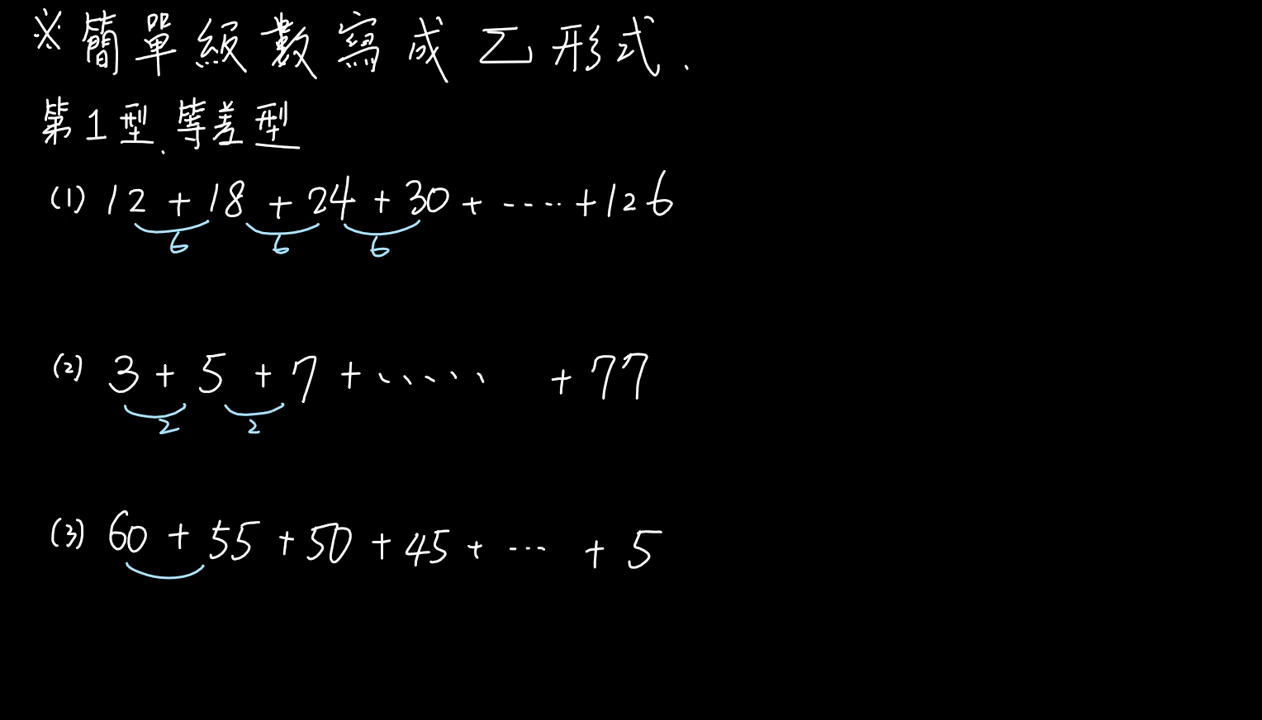 ※簡單級數寫成 Σ 形式.
第1型.等差型
(1) 12 + 18 + 24 + 30 + ····· + 126
6 6 6
(2) 3 + 5 + 7 + ····· + 77
2 2
(3) 60 + 55 + 50 + 45 + ··· + 5